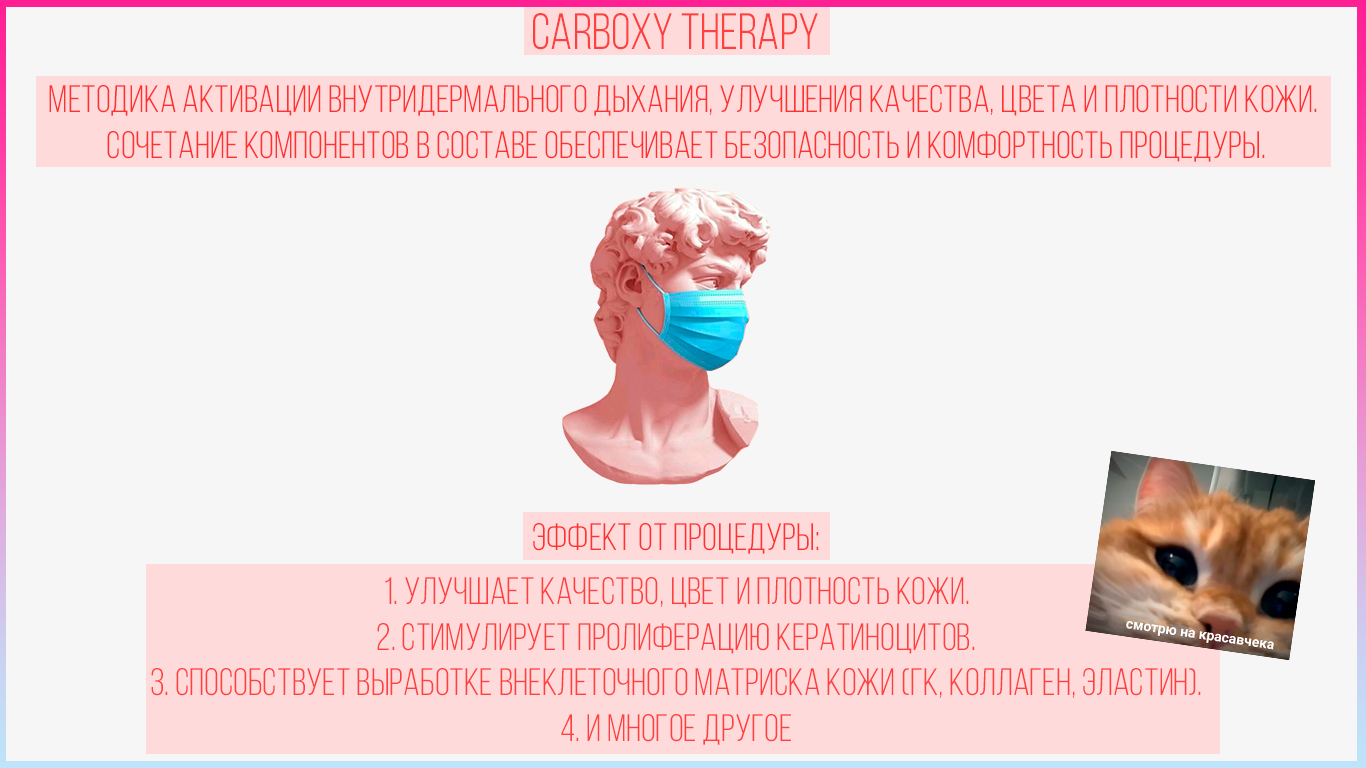 CARBOXY THERAPY
МЕТОДИКА АКТИВАЦИИ ВНУТРИДЕРМАЛЬНОГО ДЫХАНИЯ, УЛУЧШЕНИЯ КАЧЕСТВА, ЦВЕТА И ПЛОТНОСТИ КОЖИ.
СОЧЕТАНИЕ КОМПОНЕНТОВ В СОСТАВЕ ОБЕСПЕЧИВАЕТ БЕЗОПАСНОСТЬ И КОМФОРТНОСТЬ ПРОЦЕДУРЫ.
ЭФФЕКТ ОТ ПРОЦЕДУРЫ:
1. УЛУЧШАЕТ КАЧЕСТВО, ЦВЕТ И ПЛОТНОСТЬ КОЖИ.
2. СТИМУЛИРУЕТ ПРОЛИФЕРАЦИЮ КЕРАТИНОЦИТОВ.
3. СПОСОБСТВУЕТ ВЫРАБОТКЕ ВНЕКЛЕТОЧНОГО МАТРИСКА КОЖИ (ГК, КОЛЛАГЕН, ЭЛАСТИН).
4. И МНОГОЕ ДРУГОЕ
смотрю на красавчека